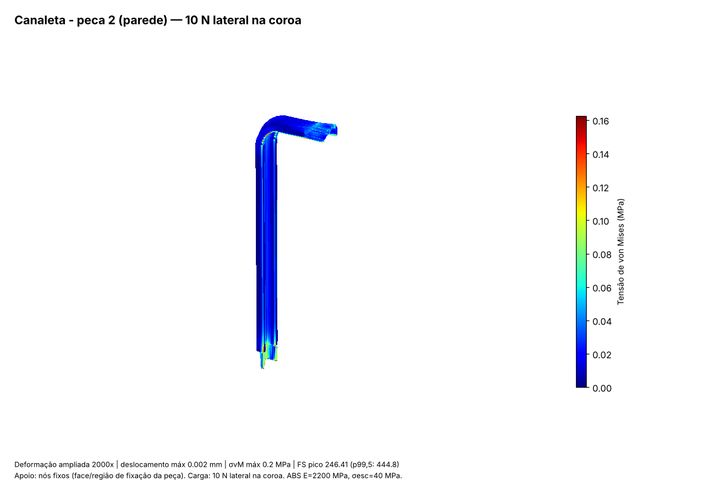 Canaleta - peca 2 (parede) — 10 N lateral na coroa
0.16
0.14
0.12
0.10
0.08
0.06
0.04
0.02
0.00
Tensão de von Mises (MPa)
Deformação ampliada 2000x | deslocamento máx 0.002 mm | σvM máx 0.2 MPa | FS pico 246.41 (p99,5: 444.8)
Apoio: nós fixos (face/região de fixação da peça). Carga: 10 N lateral na coroa. ABS E=2200 MPa, σesc=40 MPa.